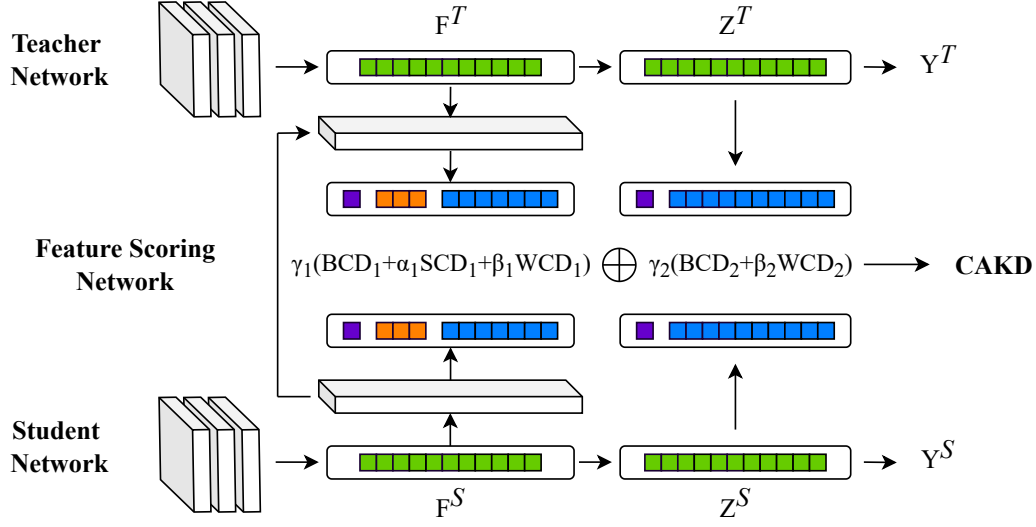 F^T
Z^T
Teacher
Network
Y^T
Feature Scoring
Network
γ₁(BCD₁+α₁SCD₁+β₁WCD₁) ⊕ γ₂(BCD₂+β₂WCD₂)
CAKD
Student
Network
Y^S
F^S
Z^S